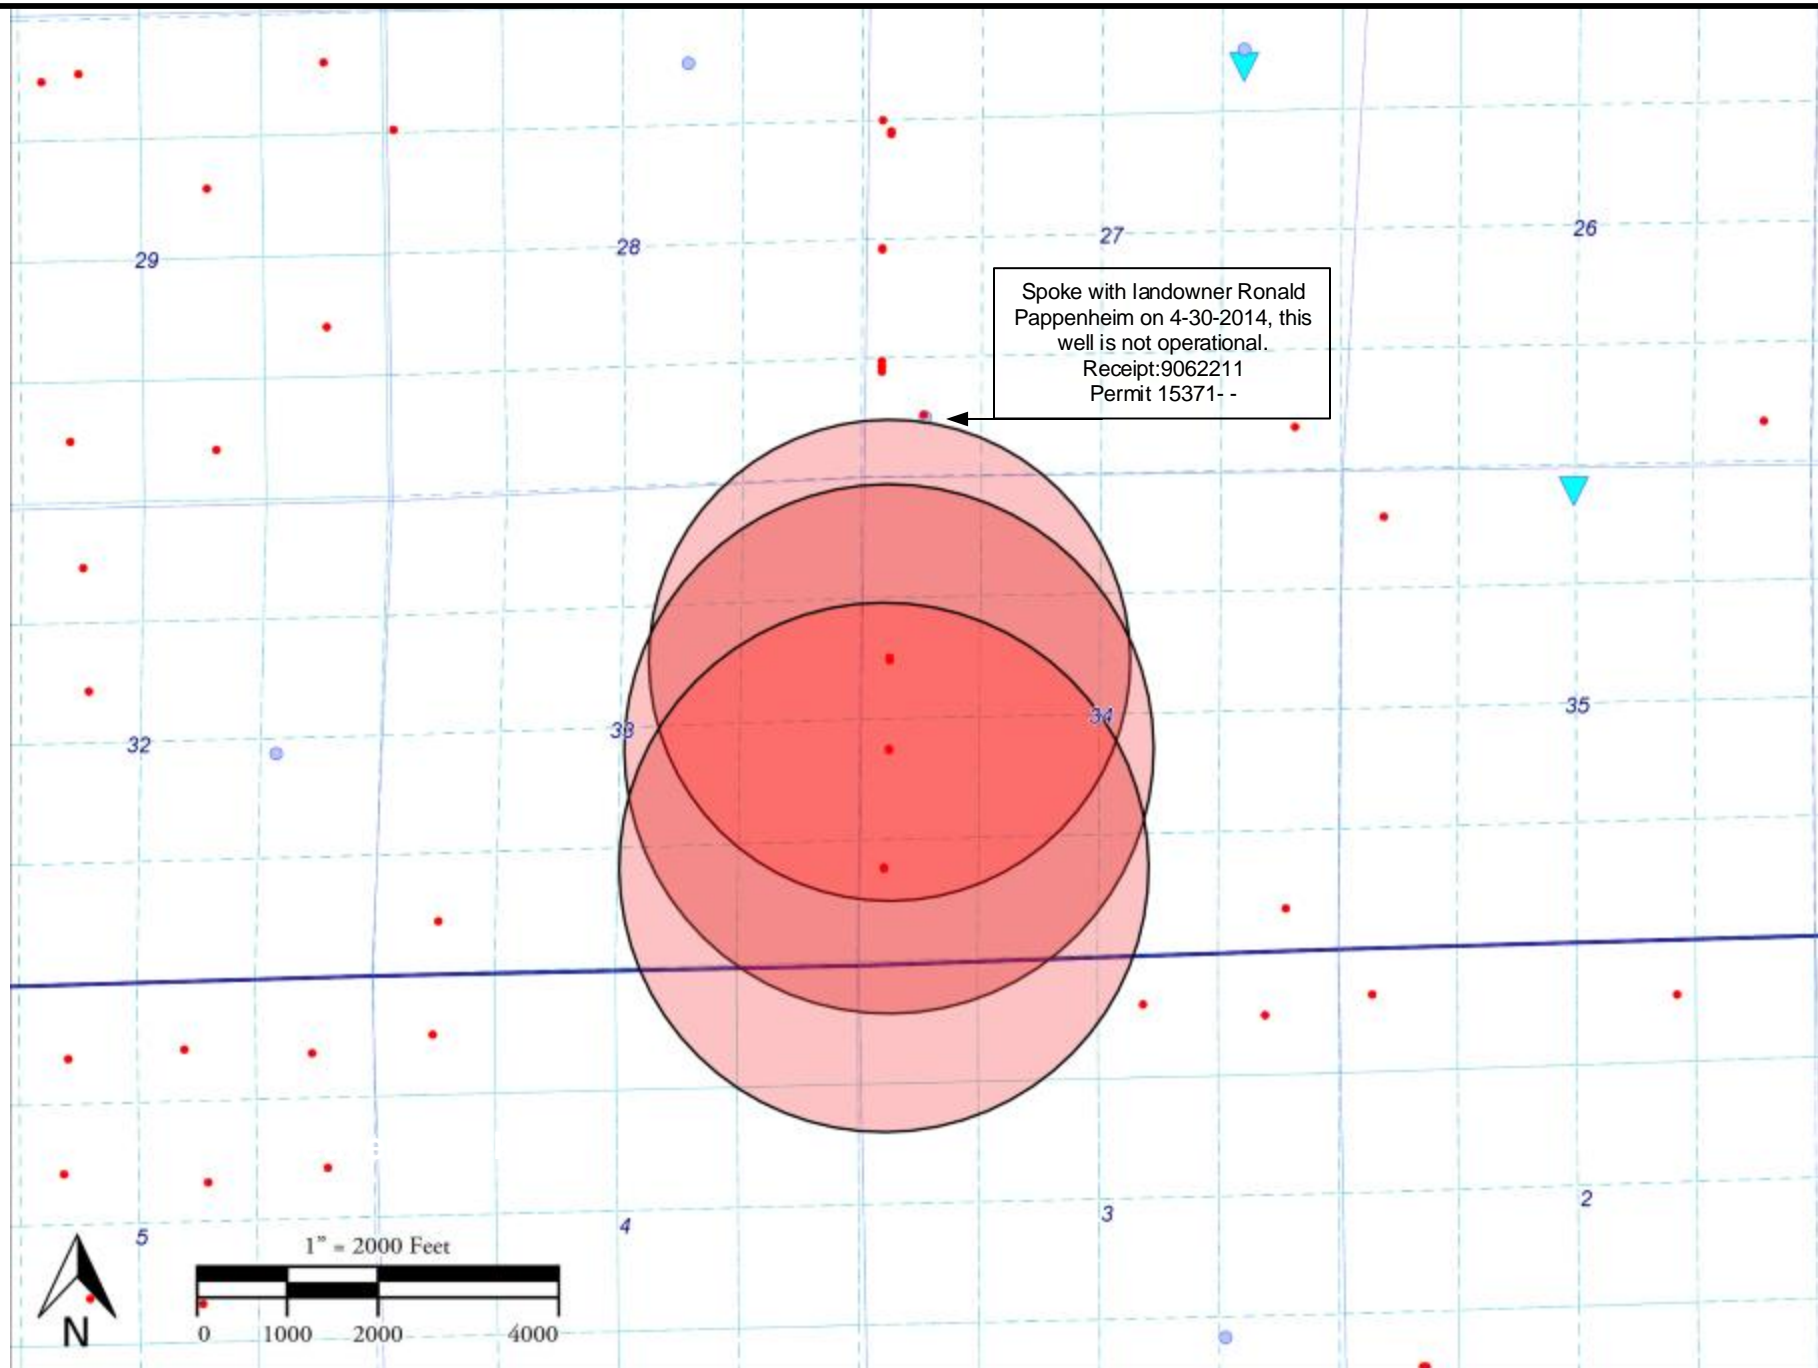 29
28
27
26
Spoke with landowner Ronald
Pappenheim on 4-30-2014, this
well is not operational.
Receipt:9062211
Permit 15371- -
32
33
34
35
5
4
3
2
1” = 2000 Feet
0 1000 2000 4000
N